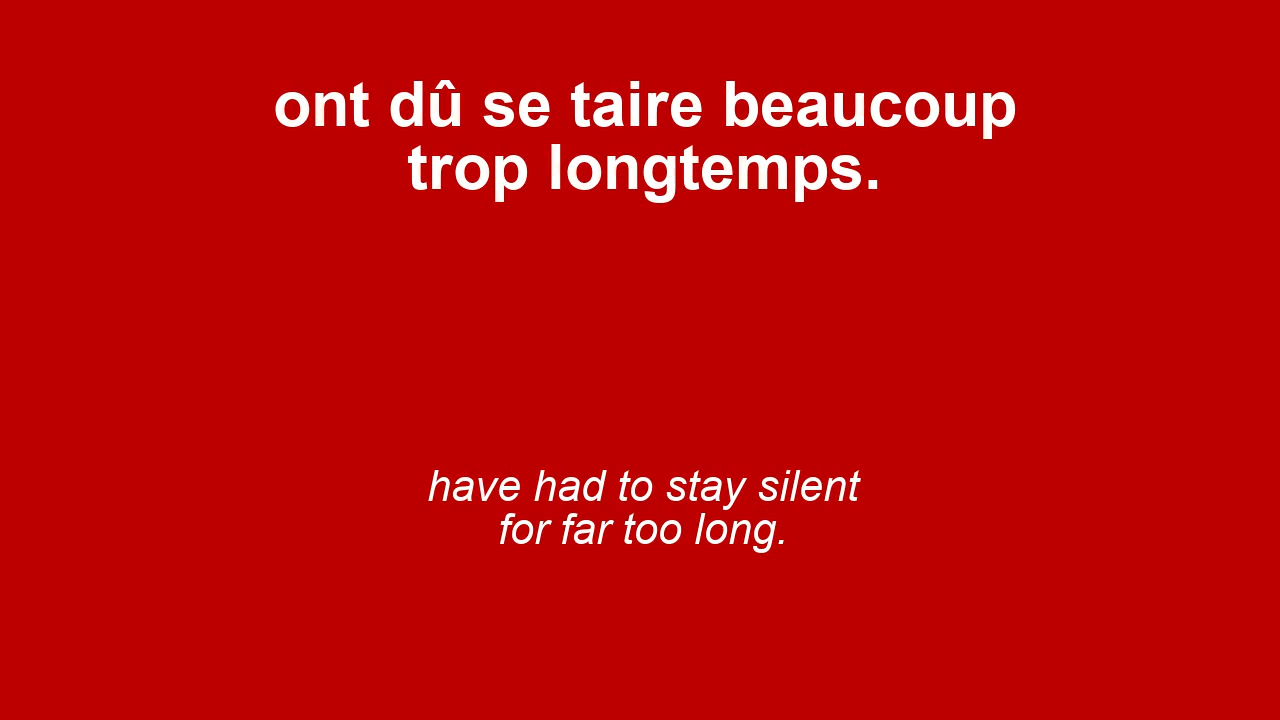 ont dû se taire beaucoup
trop longtemps.
have had to stay silent
for far too long.